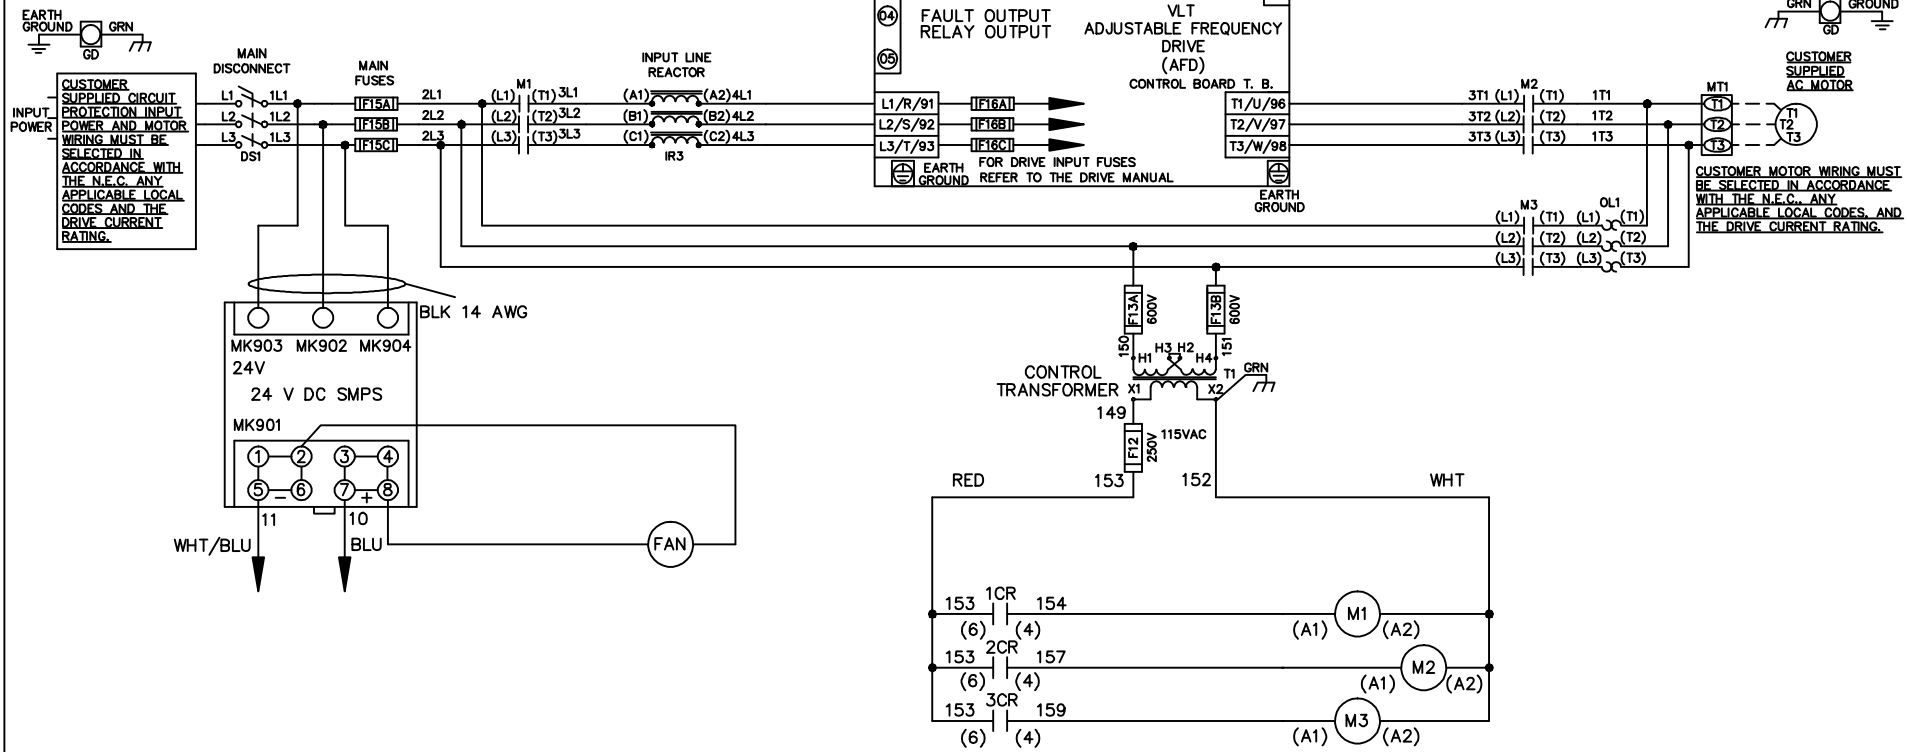 EARTH
GROUND
GRN
GD
04
FAULT OUTPUT
RELAY OUTPUT
05
VLT
ADJUSTABLE FREQUENCY
DRIVE
(AFD)
CONTROL BOARD T. B.
GRN
GROUND
GD
CUSTOMER
SUPPLIED
AC MOTOR
MAIN
DISCONNECT
MAIN
FUSES
INPUT LINE
REACTOR
INPUT
POWER
CUSTOMER
SUPPLIED CIRCUIT
PROTECTION INPUT
POWER AND MOTOR
WIRING MUST BE
SELECTED IN
ACCORDANCE WITH
THE N.E.C. ANY
APPLICABLE LOCAL
CODES AND THE
DRIVE CURRENT
RATING.
M1
M2
MT1
L1 1L1 F15A 2L1 (L1) (T1) 3L1 (A1) (A2) 4L1 L1/R/91 F16A T1/U/96 3T1 (L1) (T1) 1T1 T1 T1
L2 1L2 F15B 2L2 (L2) (T2) 3L2 (B1) (B2) 4L2 L2/S/92 F16B T2/V/97 3T2 (L2) (T2) 1T2 T2 T2
L3 1L3 F15C 2L3 (L3) (T3) 3L3 (C1) (C2) 4L3 L3/T/93 F16C T3/W/98 3T3 (L3) (T3) 1T3 T3 T3
DS1
IR3
EARTH
GROUND
FOR DRIVE INPUT FUSES
REFER TO THE DRIVE MANUAL
EARTH
GROUND
CUSTOMER MOTOR WIRING MUST
BE SELECTED IN ACCORDANCE
WITH THE N.E.C., ANY
APPLICABLE LOCAL CODES, AND
THE DRIVE CURRENT RATING.
M3 OL1
(L1) (T1) (L1) (T1)
(L2) (T2) (L2) (T2)
(L3) (T3) (L3) (T3)
BLK 14 AWG
MK903 MK902 MK904
24V
24 V DC SMPS
MK901
1 2 3 4
5 - 6 7 + 8
11
10
WHT/BLU
BLU
FAN
F13A
600V
F13B
600V
150
151
H1 H3 H2 H4
CONTROL
TRANSFORMER
T1
GRN
X1
X2
149
F12
250V
115VAC
153
152
RED
WHT
1CR
153 154
(6) (4)
M1
(A1) (A2)
2CR
153 157
(6) (4)
M2
(A1) (A2)
3CR
153 159
(6) (4)
M3
(A1) (A2)